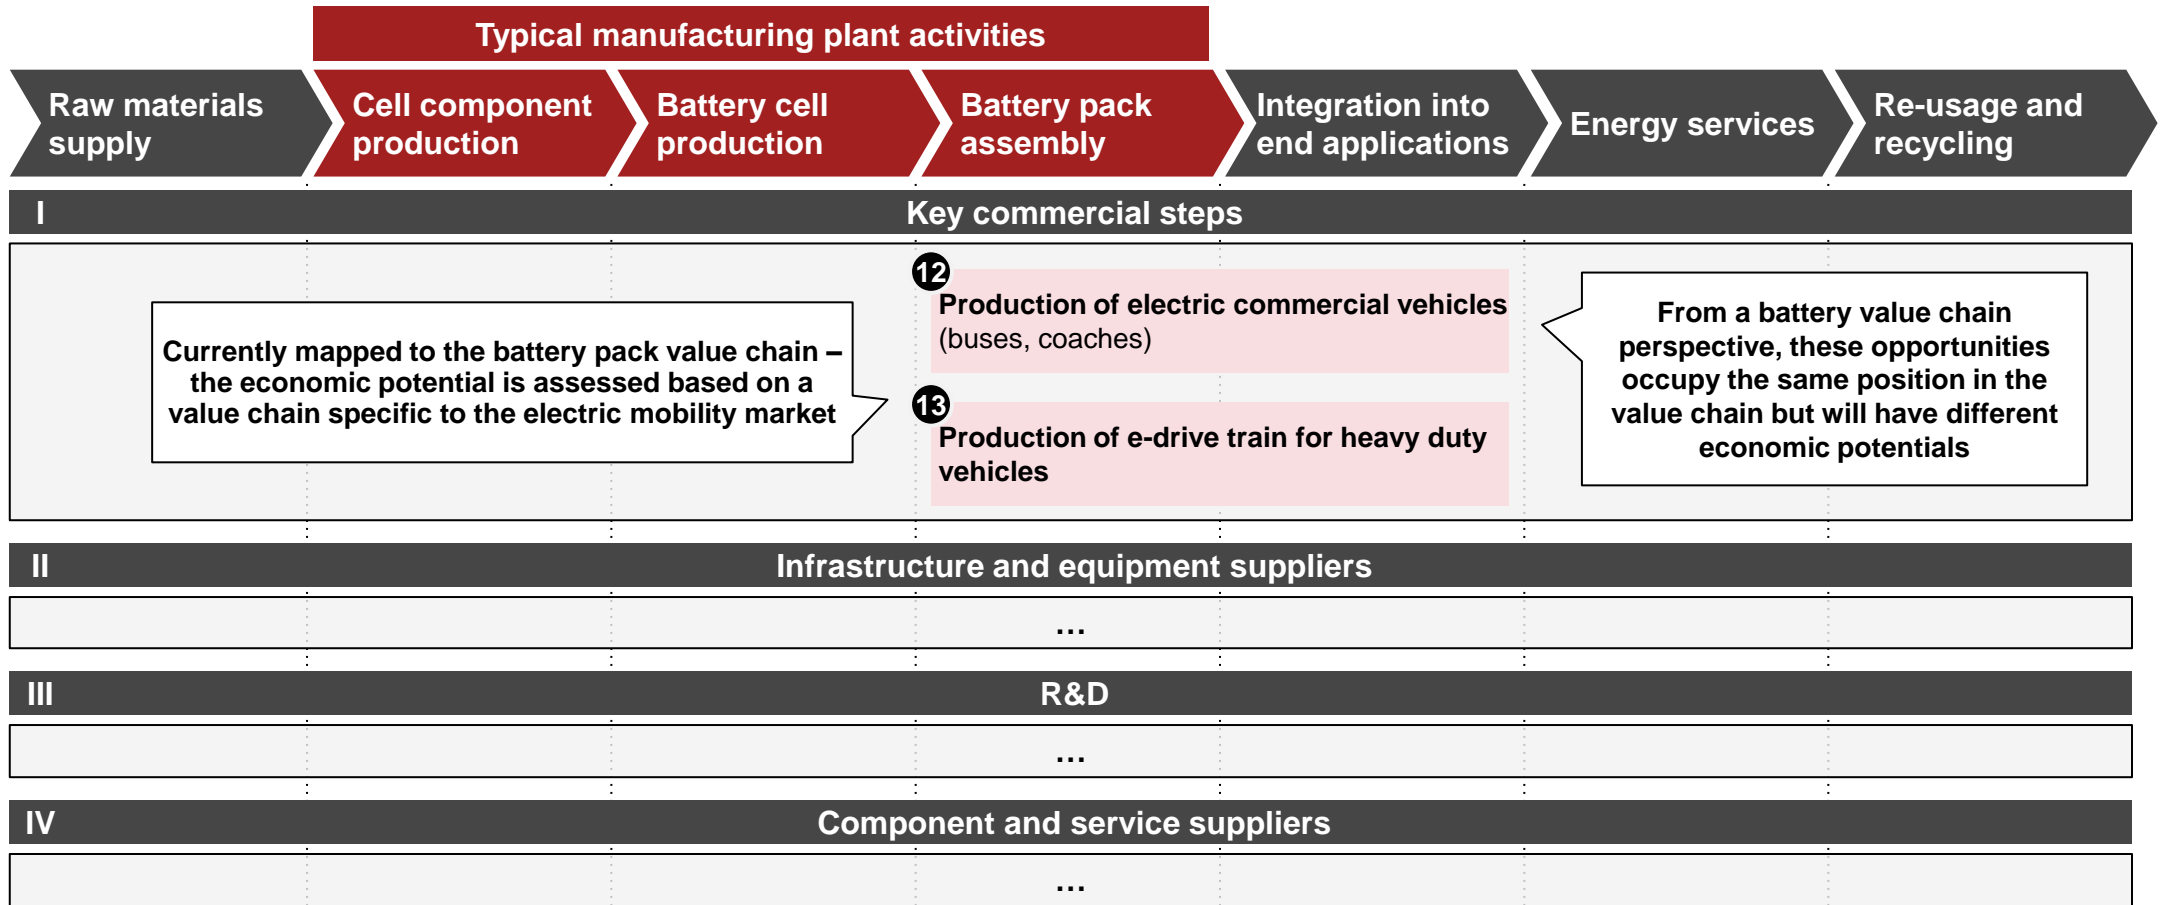 Typical manufacturing plant activities
Raw materials
supply
Cell component
production
Battery cell
production
Battery pack
assembly
Integration into
end applications
Energy services
Re-usage and
recycling
I
Key commercial steps
Currently mapped to the battery pack value chain –
the economic potential is assessed based on a
value chain specific to the electric mobility market
12
Production of electric commercial vehicles
(buses, coaches)
13
Production of e-drive train for heavy duty
vehicles
From a battery value chain
perspective, these opportunities
occupy the same position in the
value chain but will have different
economic potentials
II
Infrastructure and equipment suppliers
…
III
R&D
…
IV
Component and service suppliers
…